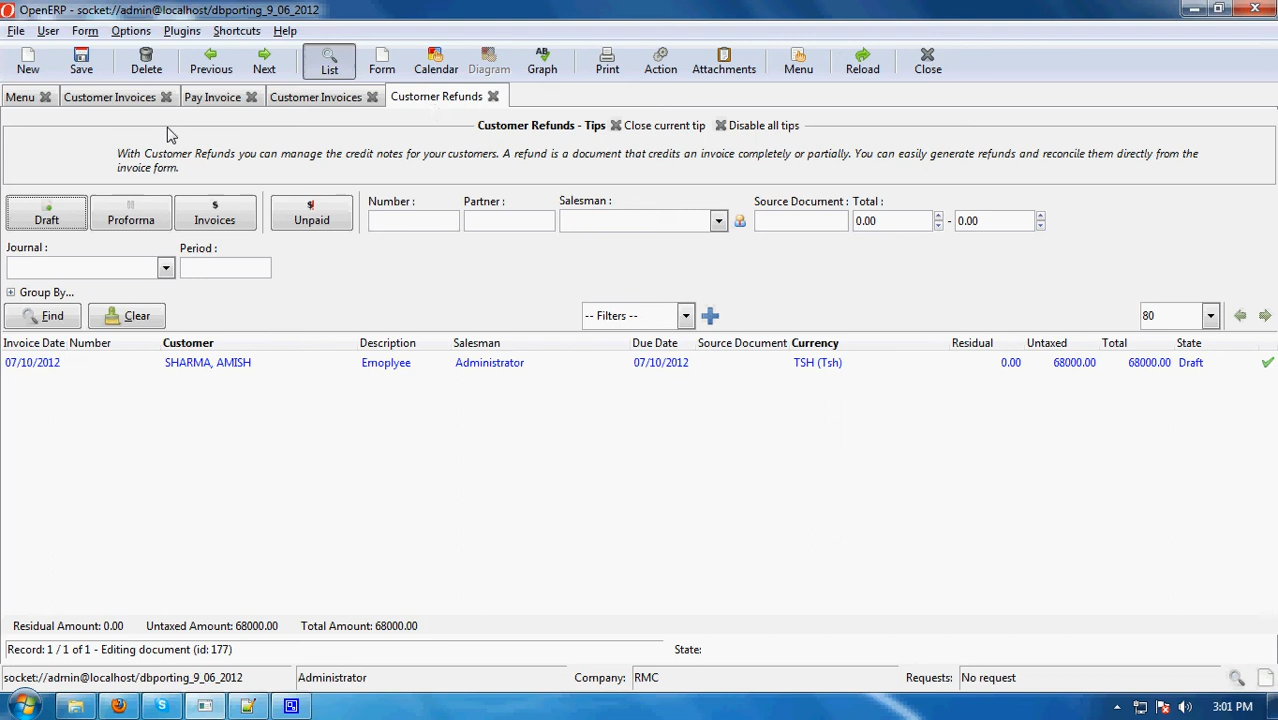 OpenERP - socket://admin@localhost/dbporting_9_06_2012
File User Form Options Plugins Shortcuts Help
New Save Delete Previous Next List Form Calendar Diagram Graph Print Action Attachments Menu Reload Close
Menu Customer Invoices Pay Invoice Customer Invoices Customer Refunds
Customer Refunds - Tips Close current tip Disable all tips
With Customer Refunds you can manage the credit notes for your customers. A refund is a document that credits an invoice completely or partially. You can easily generate refunds and reconcile them directly from the
invoice form.
Number : Partner : Salesman : Source Document : Total :
Draft Proforma Invoices Unpaid 0.00 - 0.00
Journal : Period :
Group By...
Find Clear -- Filters -- 80
Invoice Date Number Customer Description Salesman Due Date Source Document Currency Residual Untaxed Total State
07/10/2012 SHARMA, AMISH Emoplyee Administrator 07/10/2012 TSH (Tsh) 0.00 68000.00 68000.00 Draft
Residual Amount: 0.00 Untaxed Amount: 68000.00 Total Amount: 68000.00
Record: 1 / 1 of 1 - Editing document (id: 177) State:
socket://admin@localhost/dbporting_9_06_2012 Administrator Company: RMC Requests: No request
3:01 PM